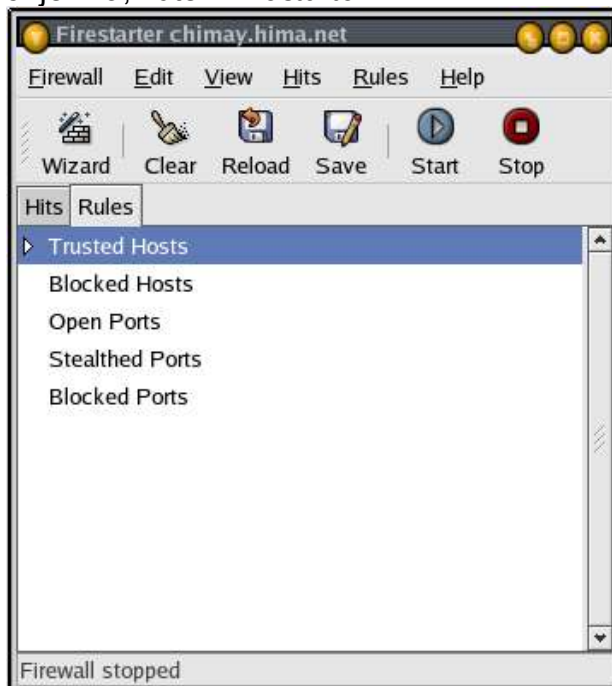 Firestarter chimay.hima.net
Firewall Edit View Hits Rules Help
Wizard Clear Reload Save Start Stop
Hits Rules
Trusted Hosts
Blocked Hosts
Open Ports
Stealthed Ports
Blocked Ports
Firewall stopped